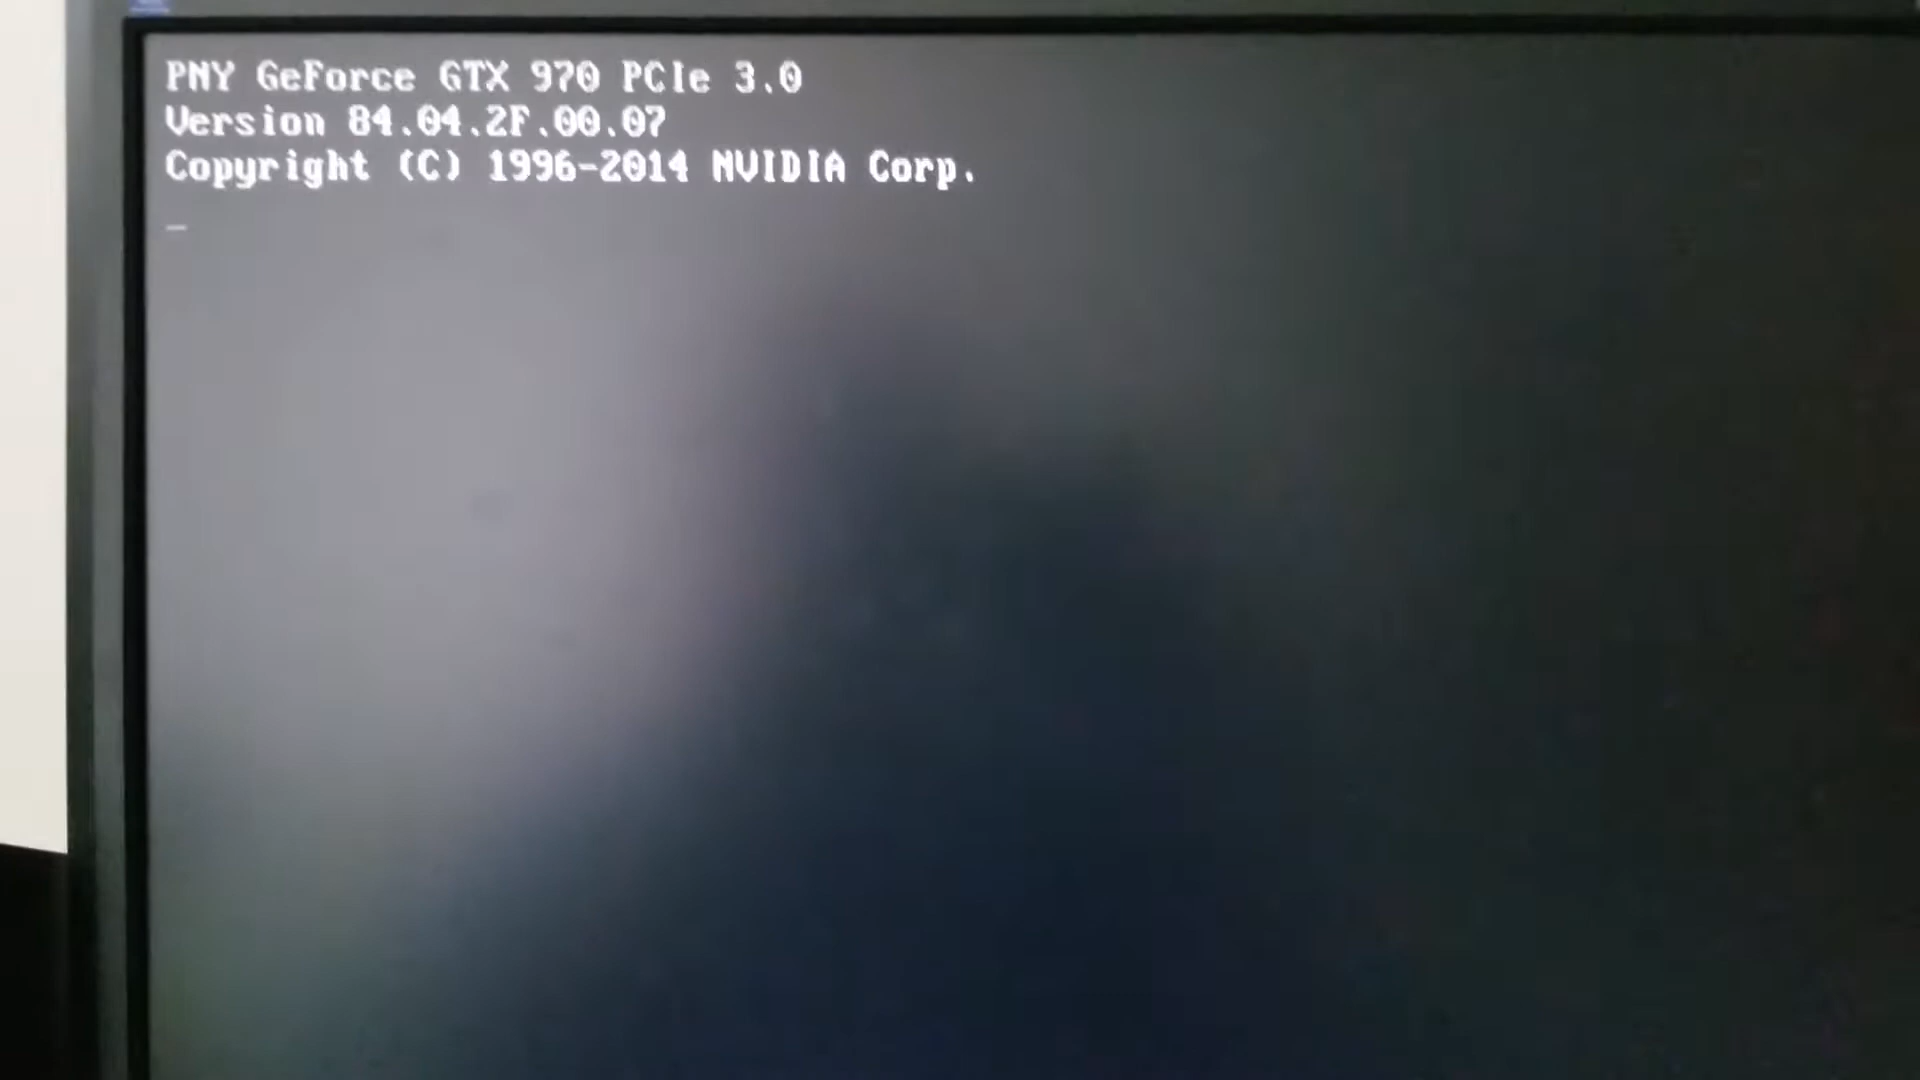 PNY GeForce GTX 970 PCIe 3.0
Version 84.04.2F.00.07
Copyright (C) 1996-2014 NVIDIA Corp.
_